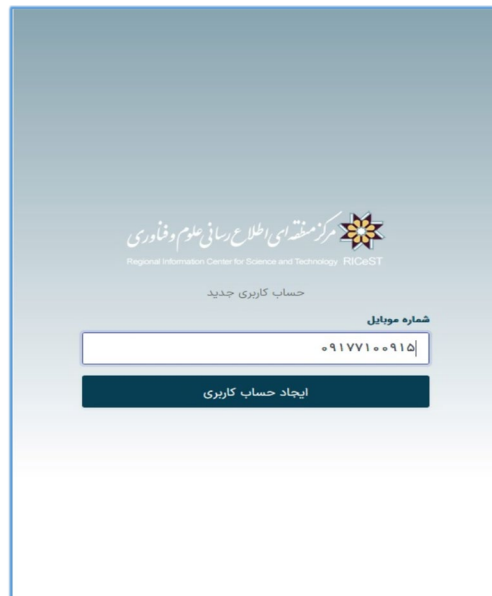 مرکز منطقه ای اطلاع رسانی علوم و فناوری
Regional Information Center for Science and Technology RICeST
حساب کاربری جدید
شماره موبایل
۰۹۱۷۷۱۰۰۹۱۵
ایجاد حساب کاربری